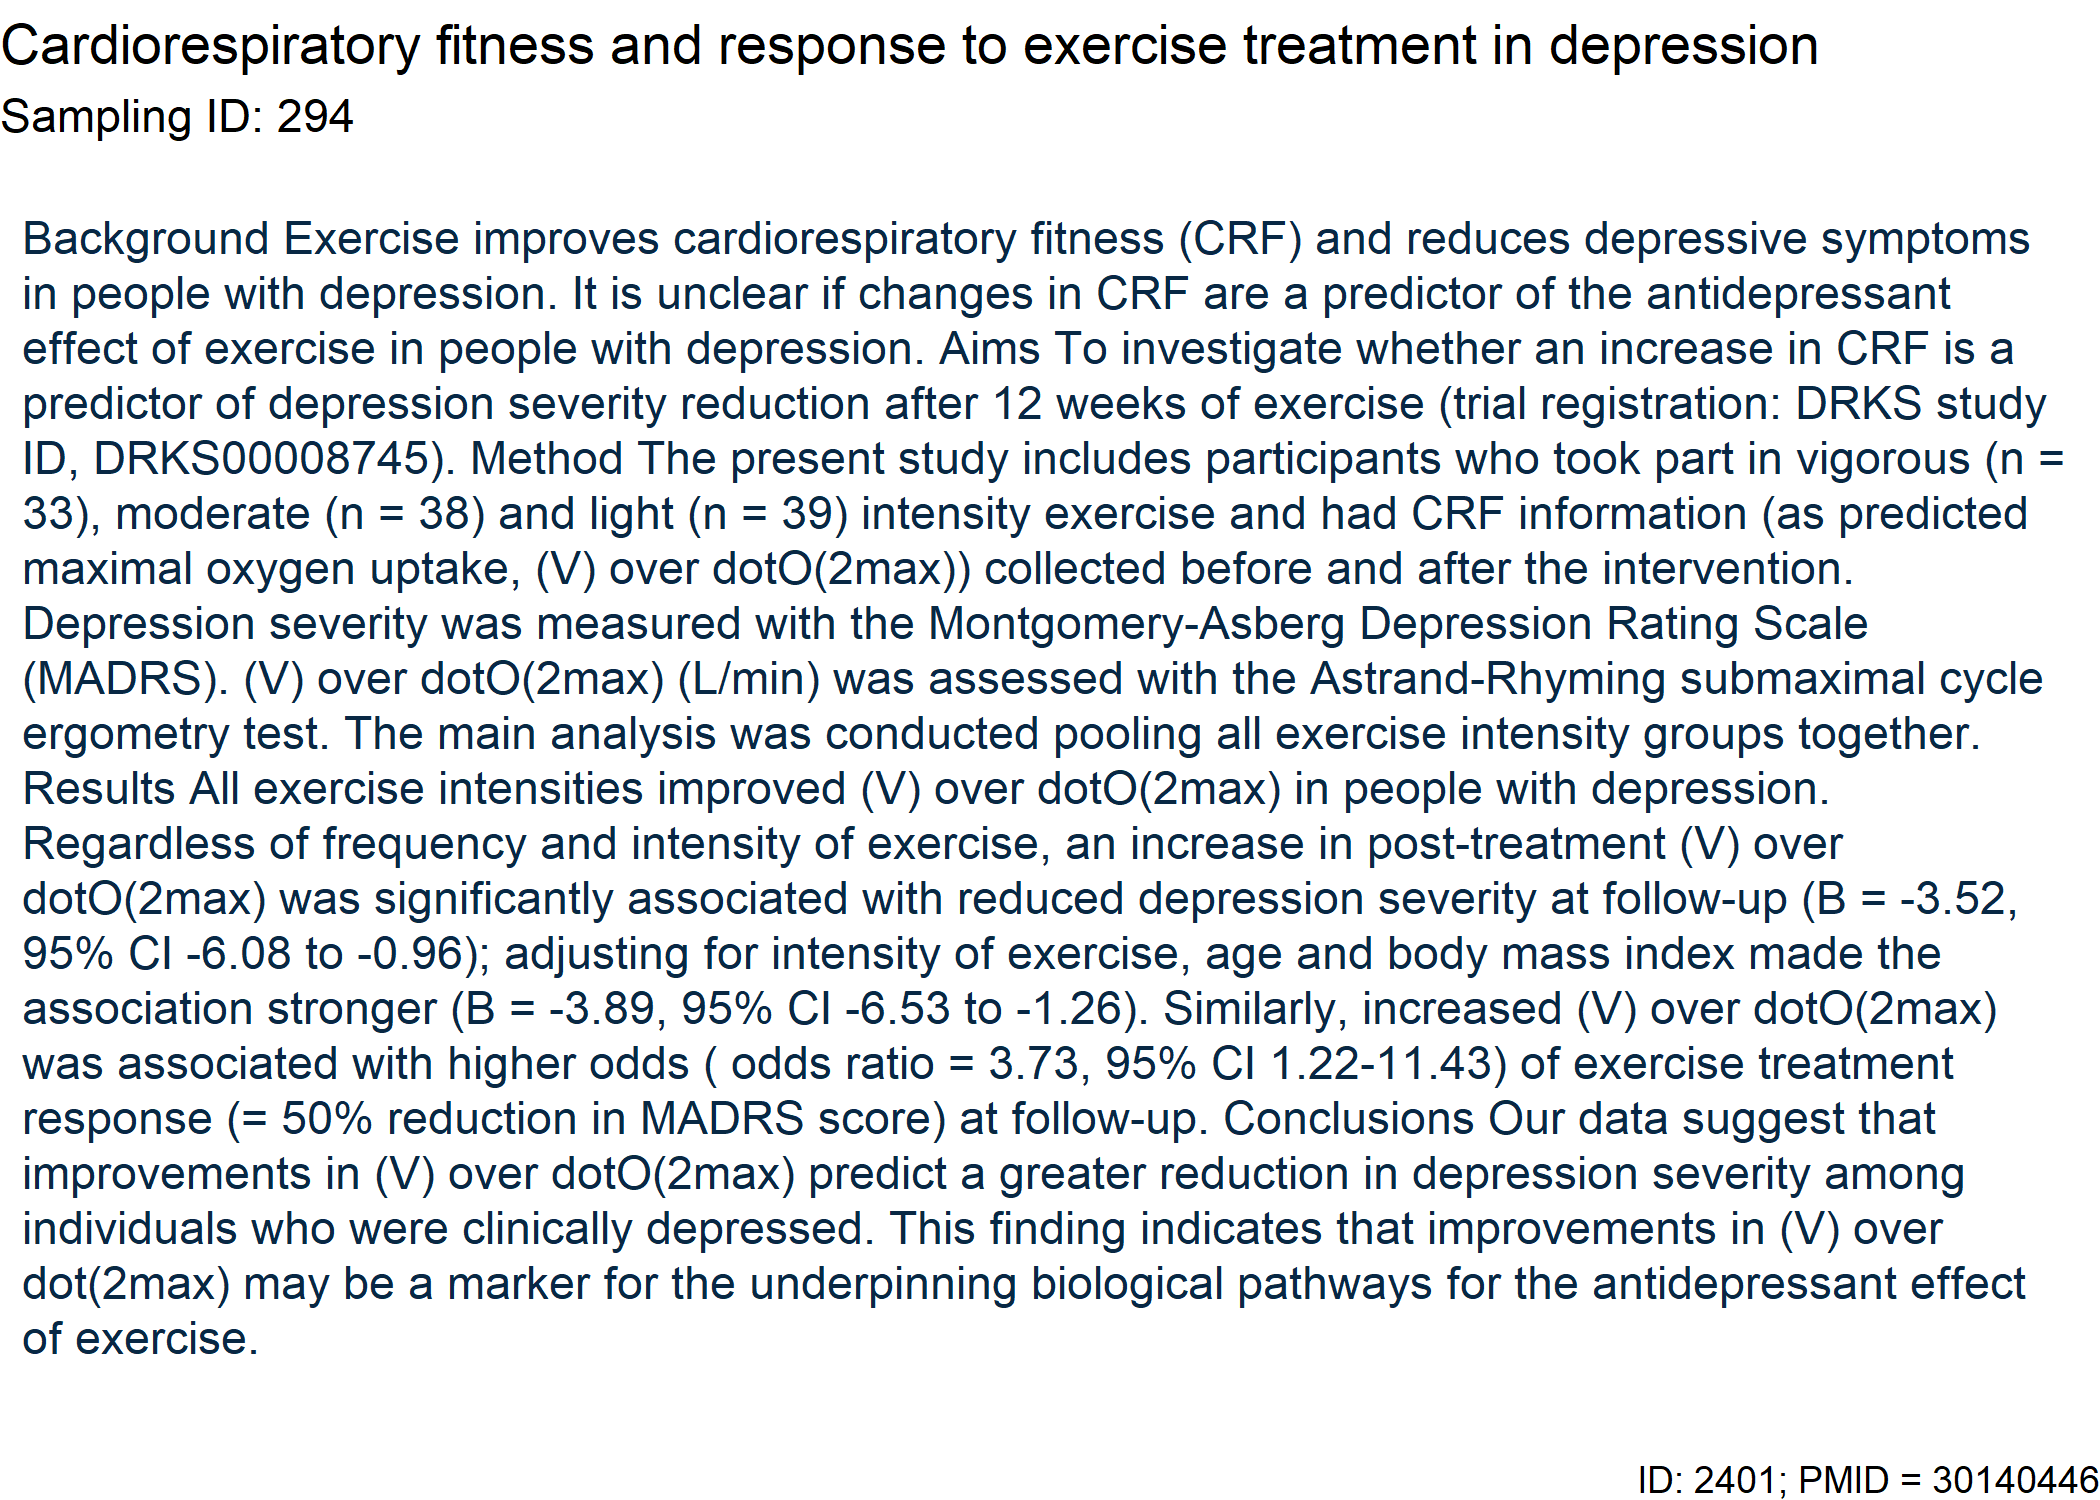 Cardiorespiratory fitness and response to exercise treatment in depression
Sampling ID: 294
Background Exercise improves cardiorespiratory fitness (CRF) and reduces depressive symptoms
in people with depression. It is unclear if changes in CRF are a predictor of the antidepressant
effect of exercise in people with depression. Aims To investigate whether an increase in CRF is a
predictor of depression severity reduction after 12 weeks of exercise (trial registration: DRKS study
ID, DRKS00008745). Method The present study includes participants who took part in vigorous (n =
33), moderate (n = 38) and light (n = 39) intensity exercise and had CRF information (as predicted
maximal oxygen uptake, (V) over dotO(2max)) collected before and after the intervention.
Depression severity was measured with the Montgomery-Asberg Depression Rating Scale
(MADRS). (V) over dotO(2max) (L/min) was assessed with the Astrand-Rhyming submaximal cycle
ergometry test. The main analysis was conducted pooling all exercise intensity groups together.
Results All exercise intensities improved (V) over dotO(2max) in people with depression.
Regardless of frequency and intensity of exercise, an increase in post-treatment (V) over
dotO(2max) was significantly associated with reduced depression severity at follow-up (B = -3.52,
95% CI -6.08 to -0.96); adjusting for intensity of exercise, age and body mass index made the
association stronger (B = -3.89, 95% CI -6.53 to -1.26). Similarly, increased (V) over dotO(2max)
was associated with higher odds ( odds ratio = 3.73, 95% CI 1.22-11.43) of exercise treatment
response (= 50% reduction in MADRS score) at follow-up. Conclusions Our data suggest that
improvements in (V) over dotO(2max) predict a greater reduction in depression severity among
individuals who were clinically depressed. This finding indicates that improvements in (V) over
dot(2max) may be a marker for the underpinning biological pathways for the antidepressant effect
of exercise.
ID: 2401; PMID = 30140446